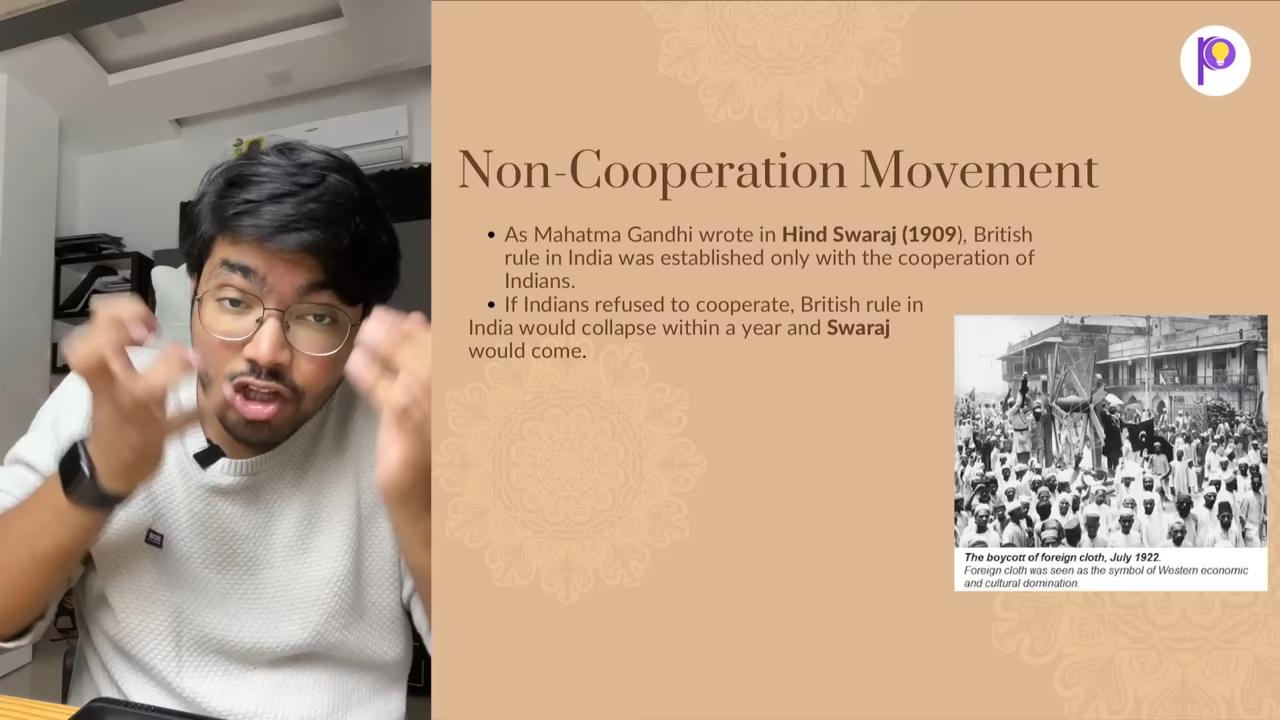 Non-Cooperation Movement
• As Mahatma Gandhi wrote in Hind Swaraj (1909), British
rule in India was established only with the cooperation of
Indians.
• If Indians refused to cooperate, British rule in
India would collapse within a year and Swaraj
would come.
The boycott of foreign cloth, July 1922.
Foreign cloth was seen as the symbol of Western economic
and cultural domination.